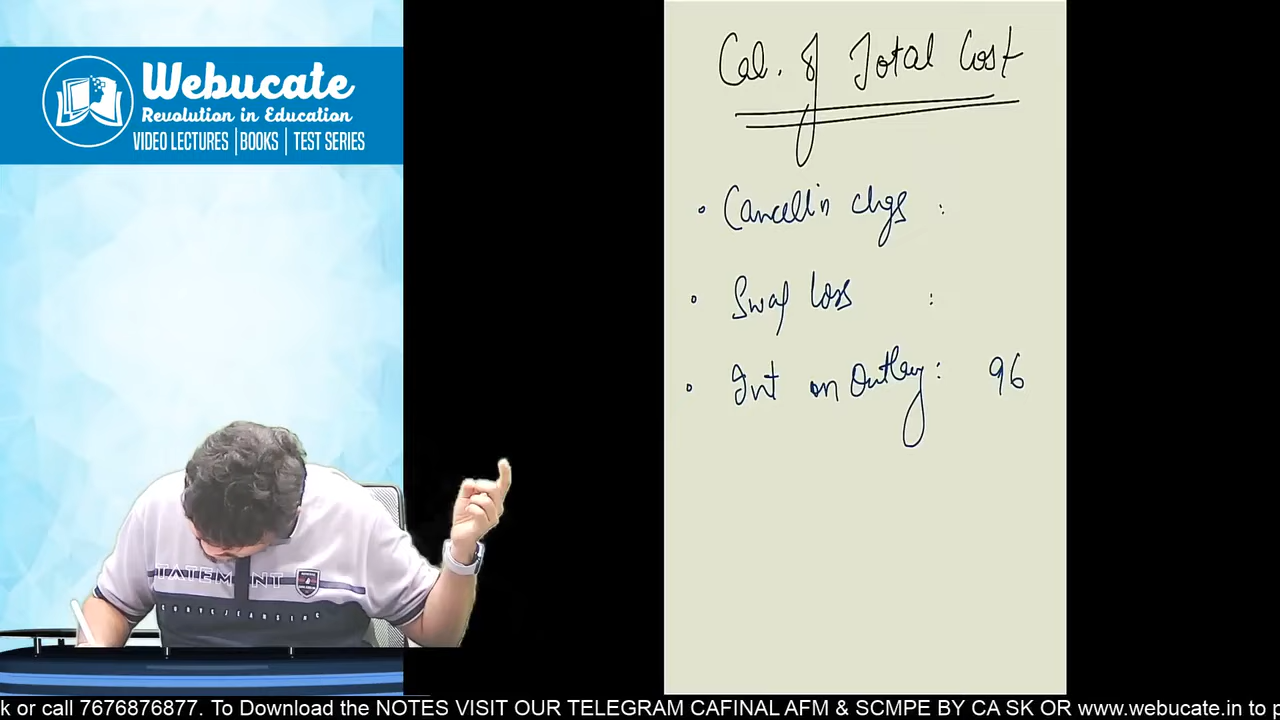 Webucate
Revolution in Education
VIDEO LECTURES | BOOKS | TEST SERIES
Cal. of Total Cost
• Cancell'n chgs :
• Swap Loss :
• Int on Outlay : 96
TATEMENT
k or call 7676876877. To Download the NOTES VISIT OUR TELEGRAM CAFINAL AFM & SCMPE BY CA SK OR www.webucate.in to p